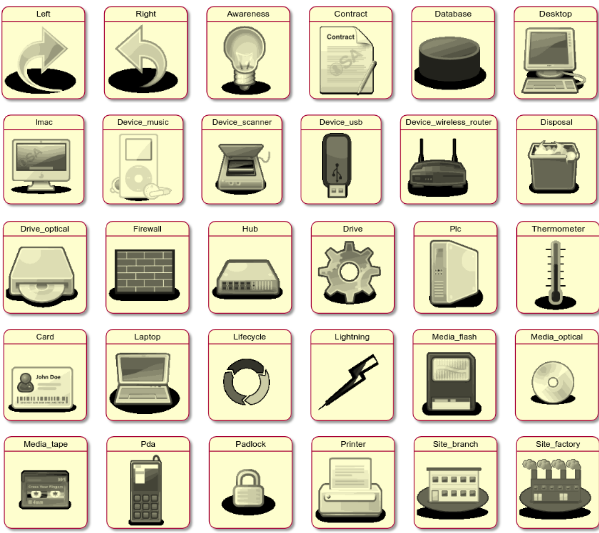 Left
Right
Awareness
Contract
Database
Desktop
Contract
Imac
Device_music
Device_scanner
Device_usb
Device_wireless_router
Disposal
Drive_optical
Firewall
Hub
Drive
Plc
Thermometer
Card
Laptop
Lifecycle
Lightning
Media_flash
Media_optical
John Doe
Media_tape
Pda
Padlock
Printer
Site_branch
Site_factory